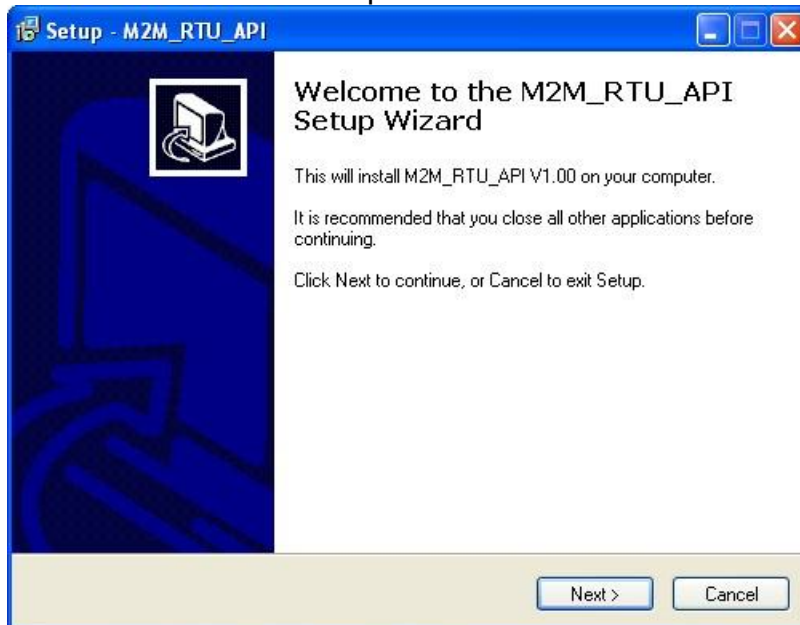 Setup - M2M_RTU_API
Welcome to the M2M_RTU_API
Setup Wizard
This will install M2M_RTU_API V1.00 on your computer.
It is recommended that you close all other applications before
continuing.
Click Next to continue, or Cancel to exit Setup.
Next >
Cancel